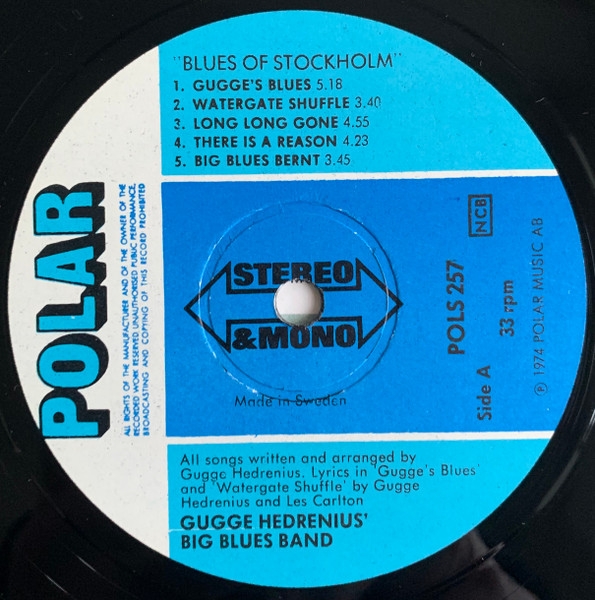 "BLUES OF STOCKHOLM"
1. GUGGE'S BLUES 5.18
2. WATERGATE SHUFFLE 3.40
3. LONG LONG GONE 4.55
4. THERE IS A REASON 4.23
5. BIG BLUES BERNT 3.45
POLAR
ALL RIGHTS OF THE MANUFACTURER AND OF THE OWNER OF THE
RECORDED WORK RESERVED. UNAUTHORISED PUBLIC PERFORMANCE,
BROADCASTING AND COPYING OF THIS RECORD PROHIBITED
STEREO
&MONO
Made in Sweden
NCB
POLS 257
Side A
33 rpm
Ⓟ 1974 POLAR MUSIC AB
All songs written and arranged by
Gugge Hedrenius. Lyrics in 'Gugge's Blues'
and 'Watergate Shuffle' by Gugge
Hedrenius and Les Carlton
GUGGE HEDRENIUS'
BIG BLUES BAND